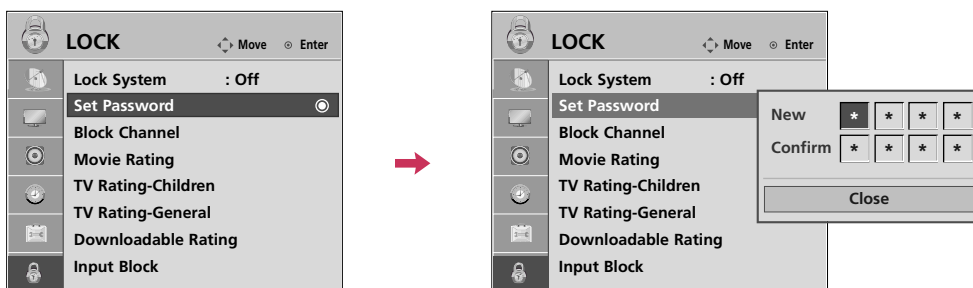 LOCK Move Enter
Lock System : Off
Set Password
Block Channel
Movie Rating
TV Rating-Children
TV Rating-General
Downloadable Rating
Input Block
LOCK Move Enter
Lock System : Off
Set Password
Block Channel
Movie Rating
TV Rating-Children
TV Rating-General
Downloadable Rating
Input Block
New * * * *
Confirm * * * *
Close